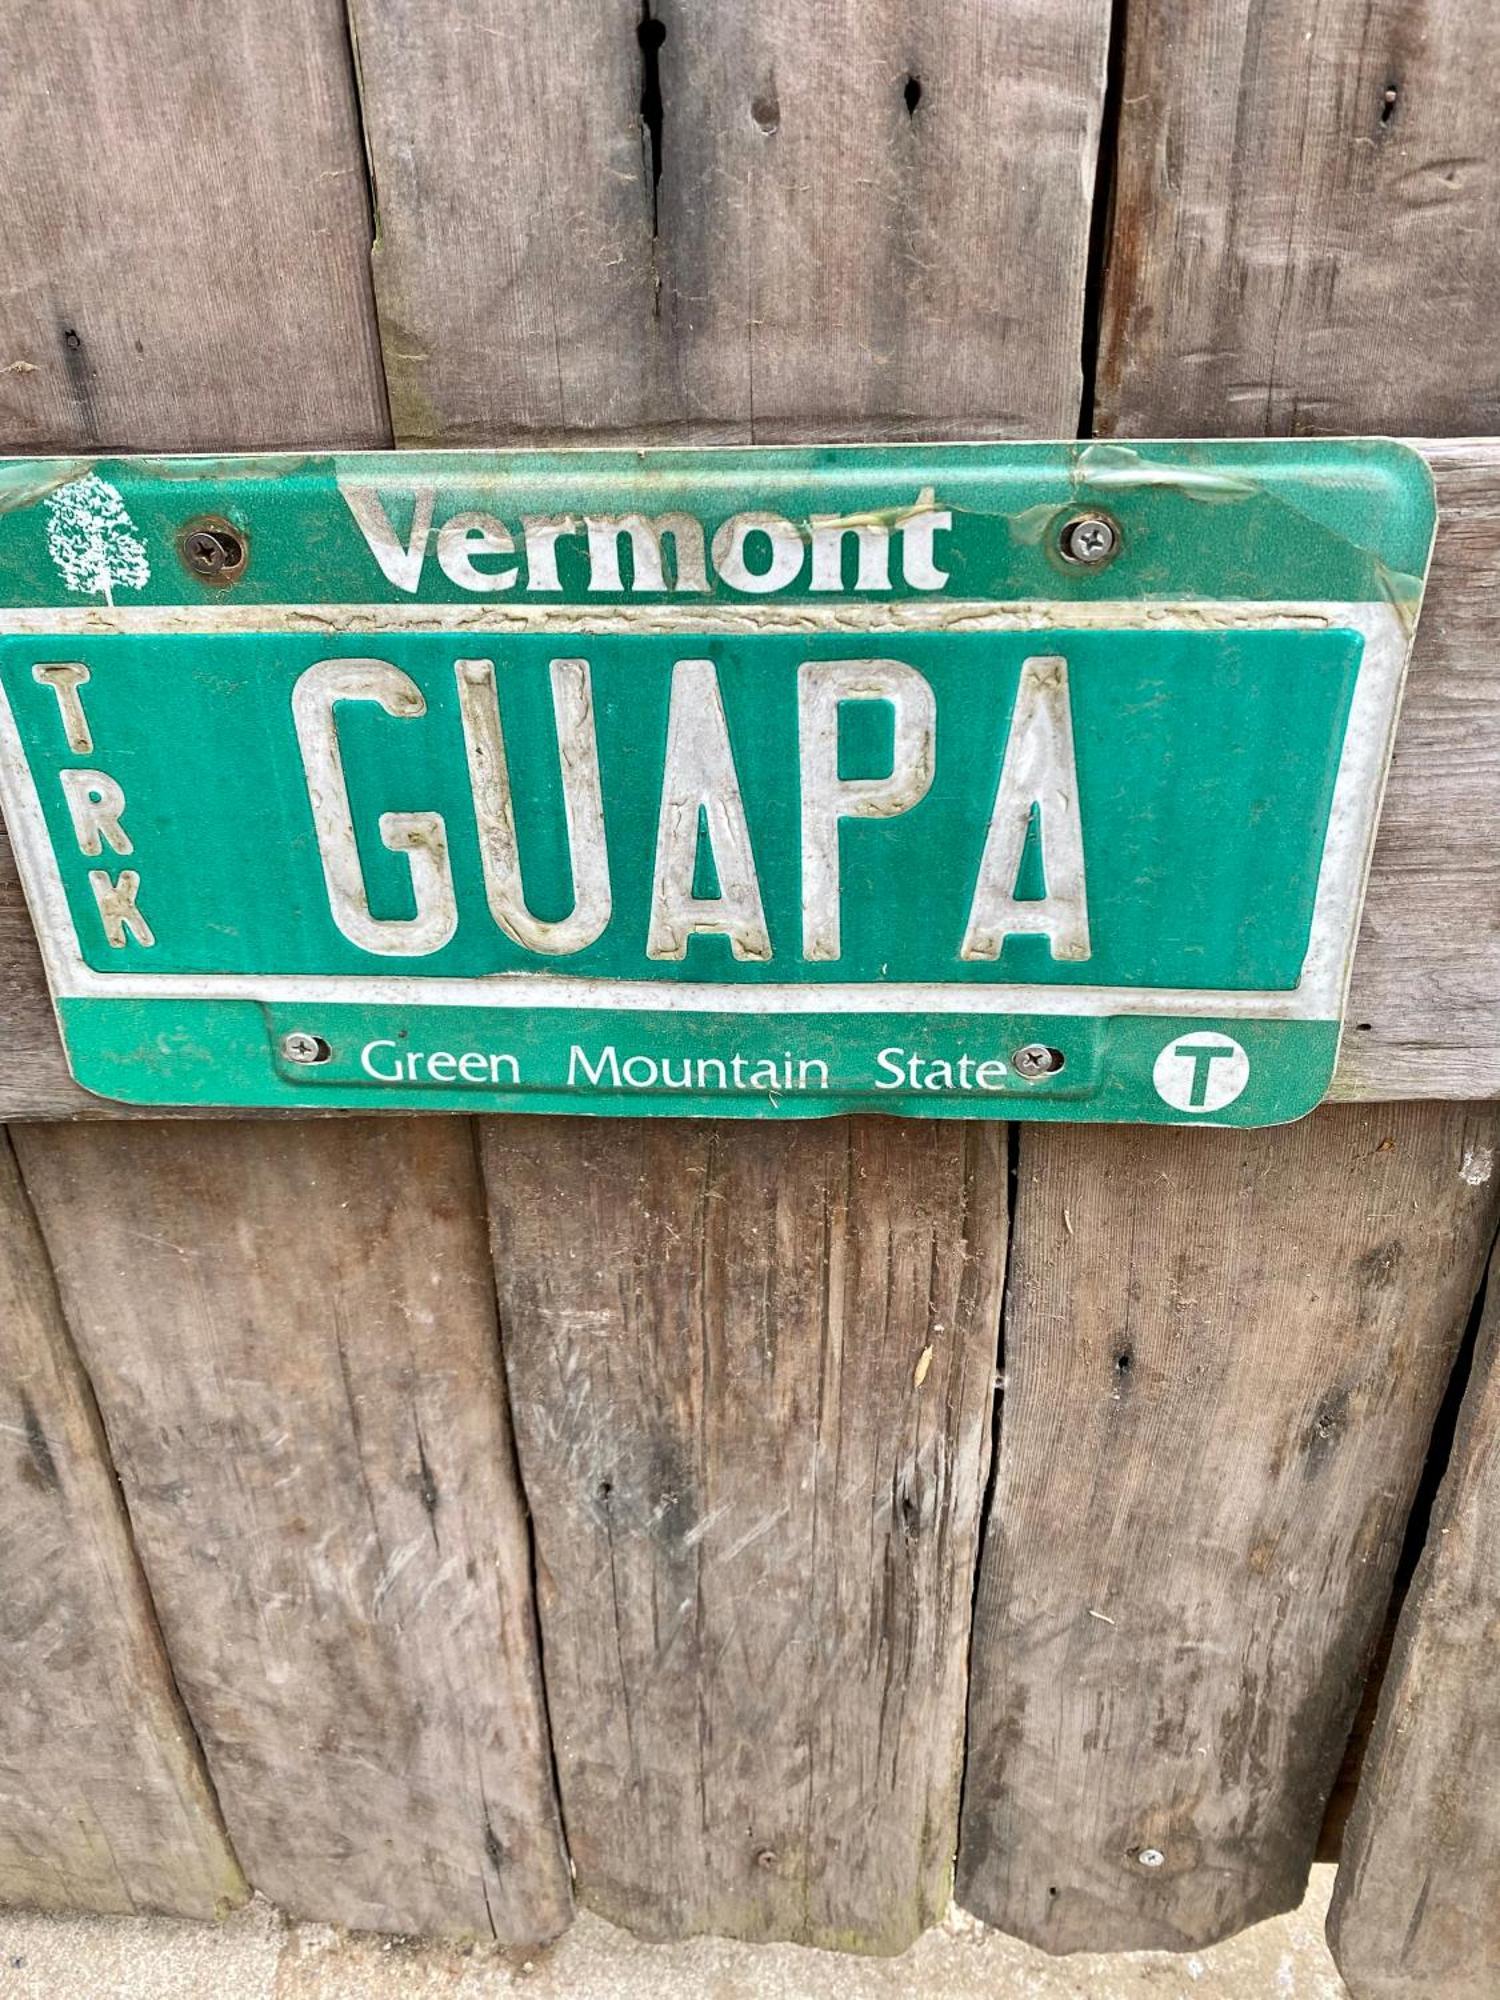 Vermont
TRK
GUAPA
Green Mountain State
T